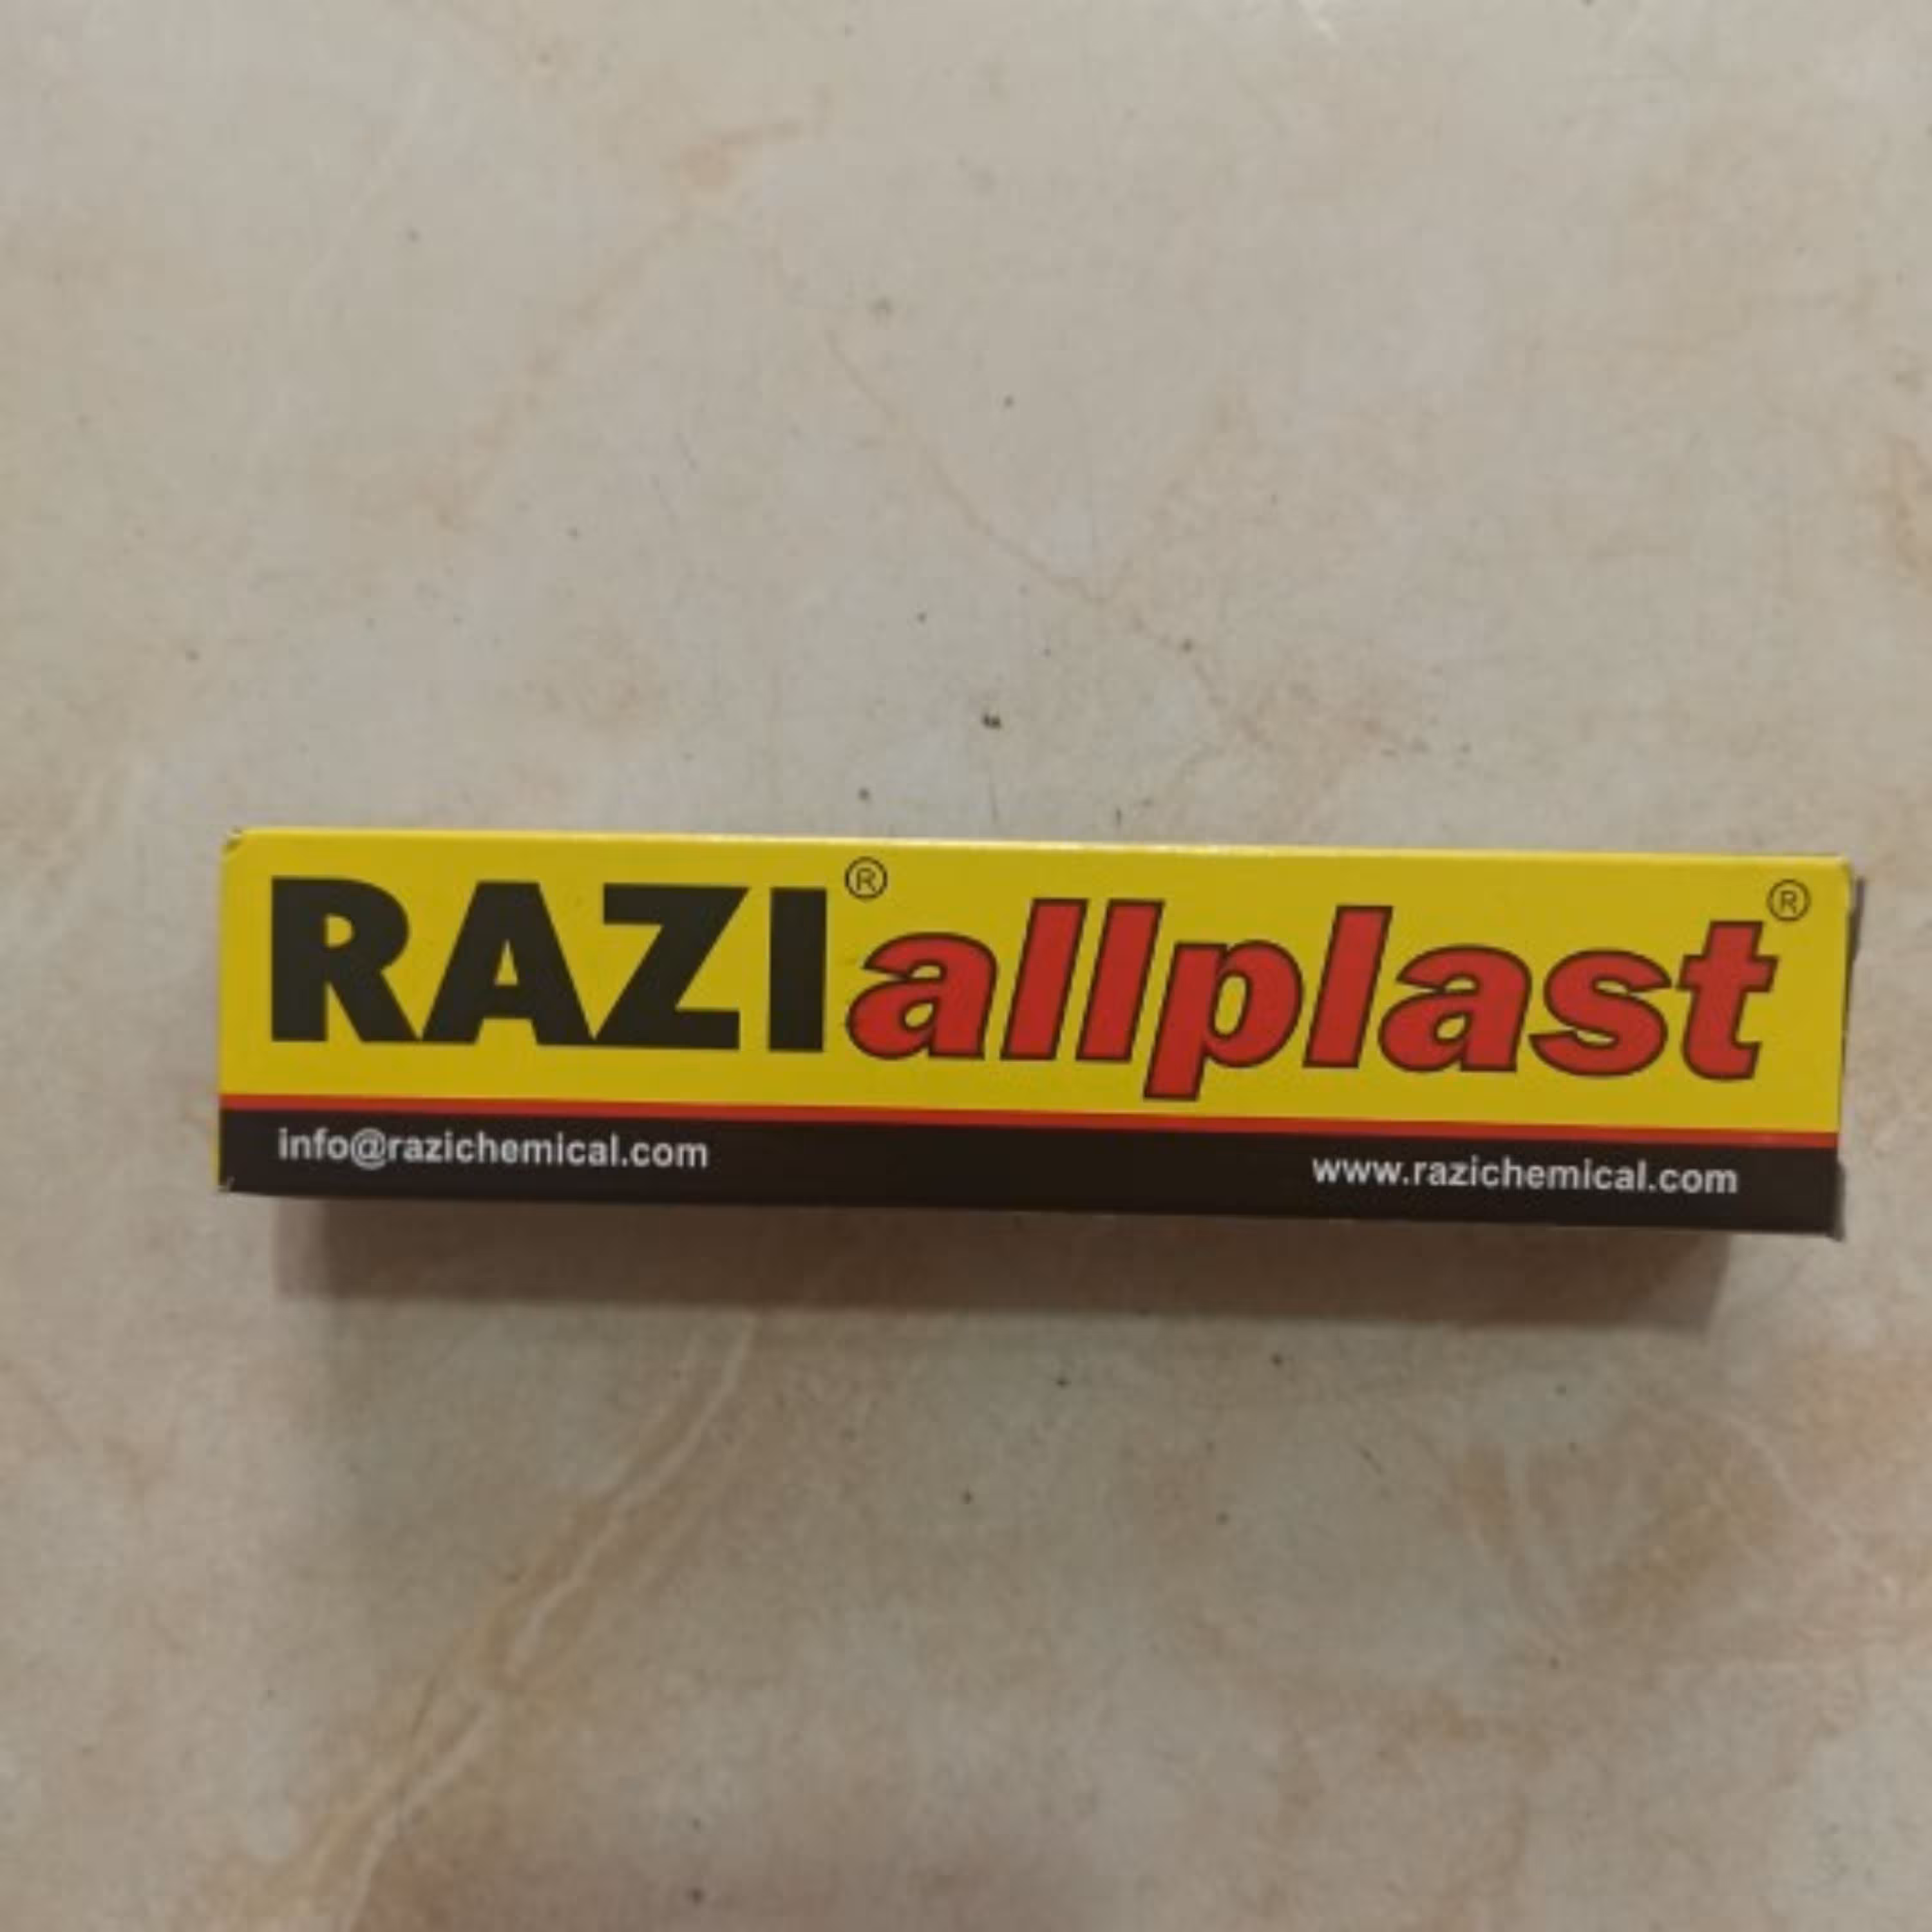 RAZI® allplast®
info@razichemical.com www.razichemical.com